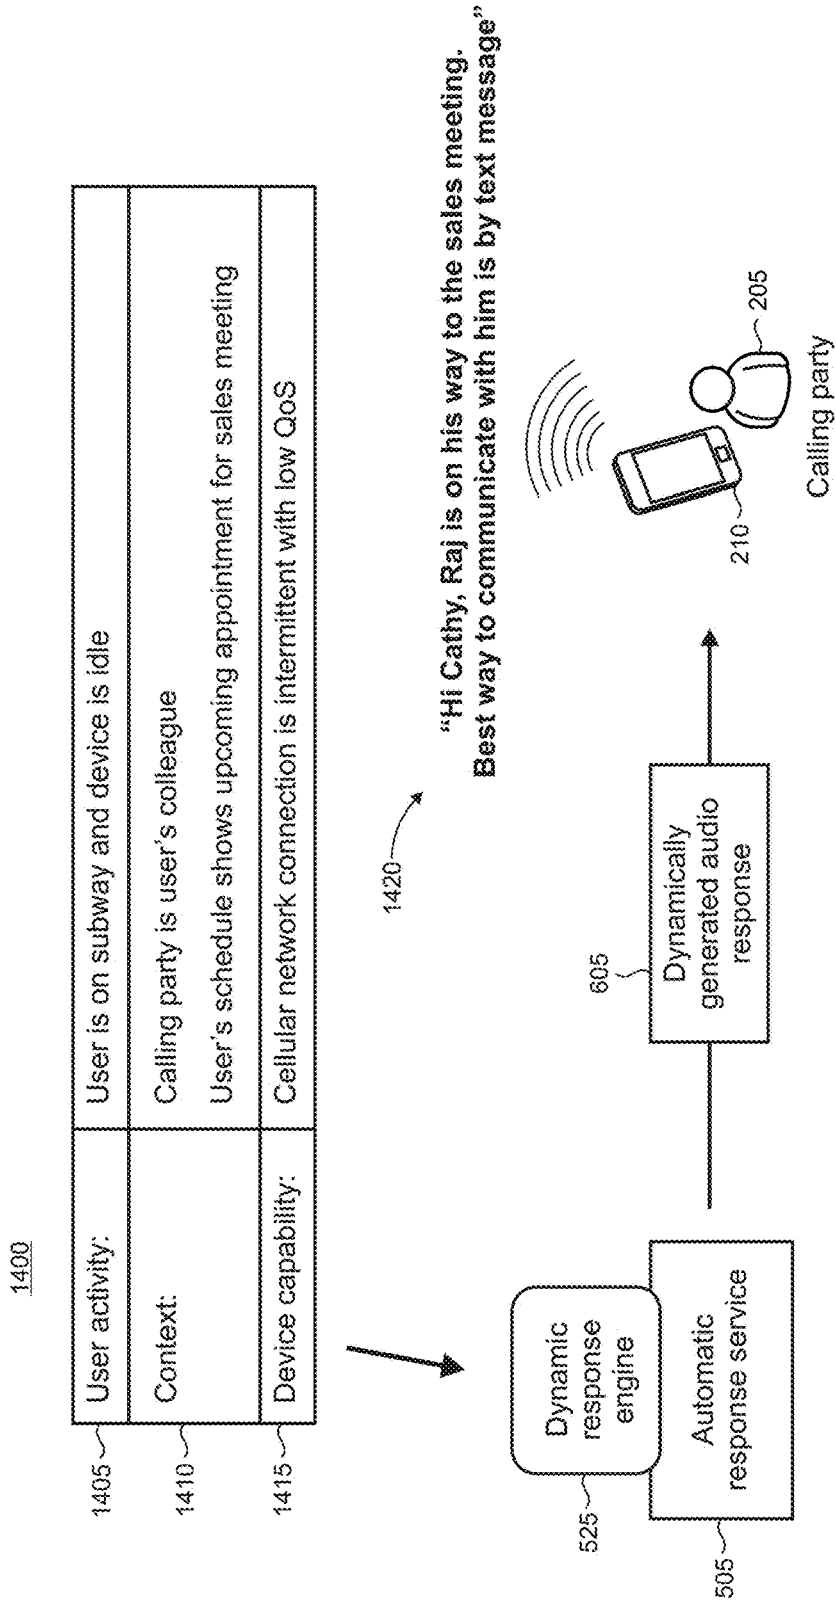 1400
1405
User activity:
User is on subway and device is idle
1410
Context:
Calling party is user's colleague
User's schedule shows upcoming appointment for sales meeting
1415
Device capability:
Cellular network connection is intermittent with low QoS
1420
“Hi Cathy, Raj is on his way to the sales meeting.
Best way to communicate with him is by text message”
525
Dynamic
response
engine
505
Automatic
response service
605
Dynamically
generated audio
response
210
205
Calling party